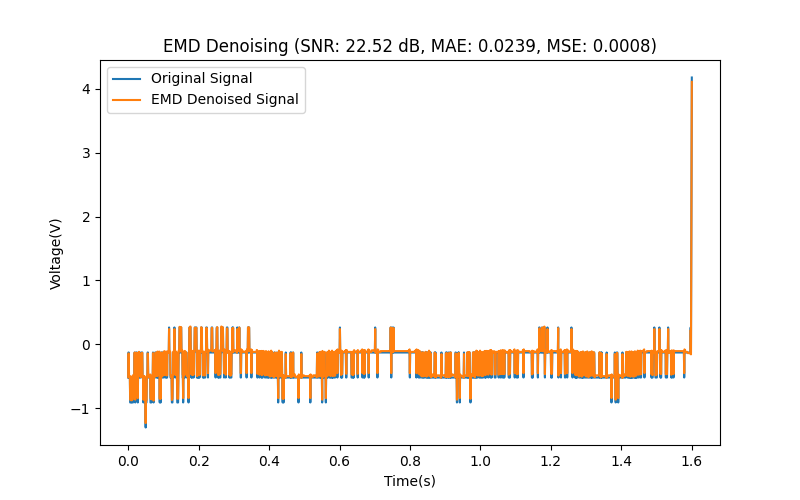 EMD Denoising (SNR: 22.52 dB, MAE: 0.0239, MSE: 0.0008)
Original Signal
EMD Denoised Signal
4
3
2
1
0
−1
Voltage(V)
0.0 0.2 0.4 0.6 0.8 1.0 1.2 1.4 1.6
Time(s)